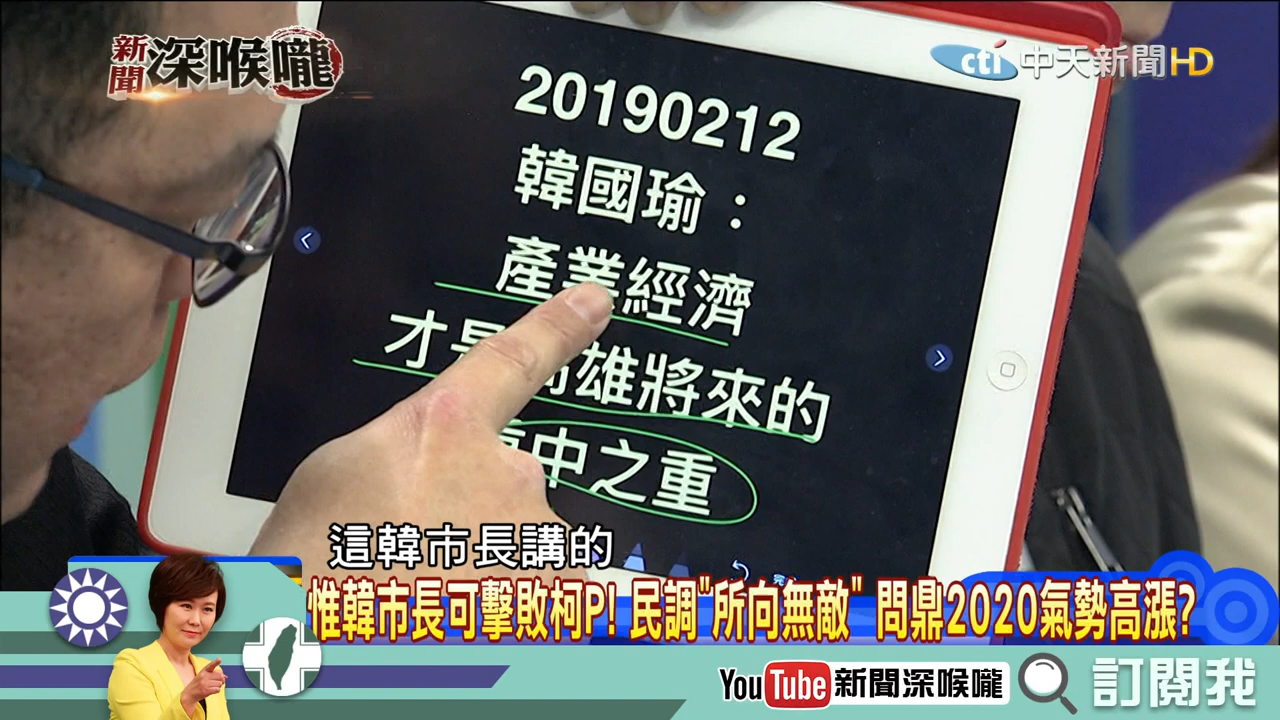 新聞深喉嚨
cti 中天新聞HD
20190212
韓國瑜：
產業經濟
才是高雄將來的
中之重
這韓市長講的
惟韓市長可擊敗柯P! 民調"所向無敵" 問鼎2020氣勢高漲?
YouTube 新聞深喉嚨 訂閱我